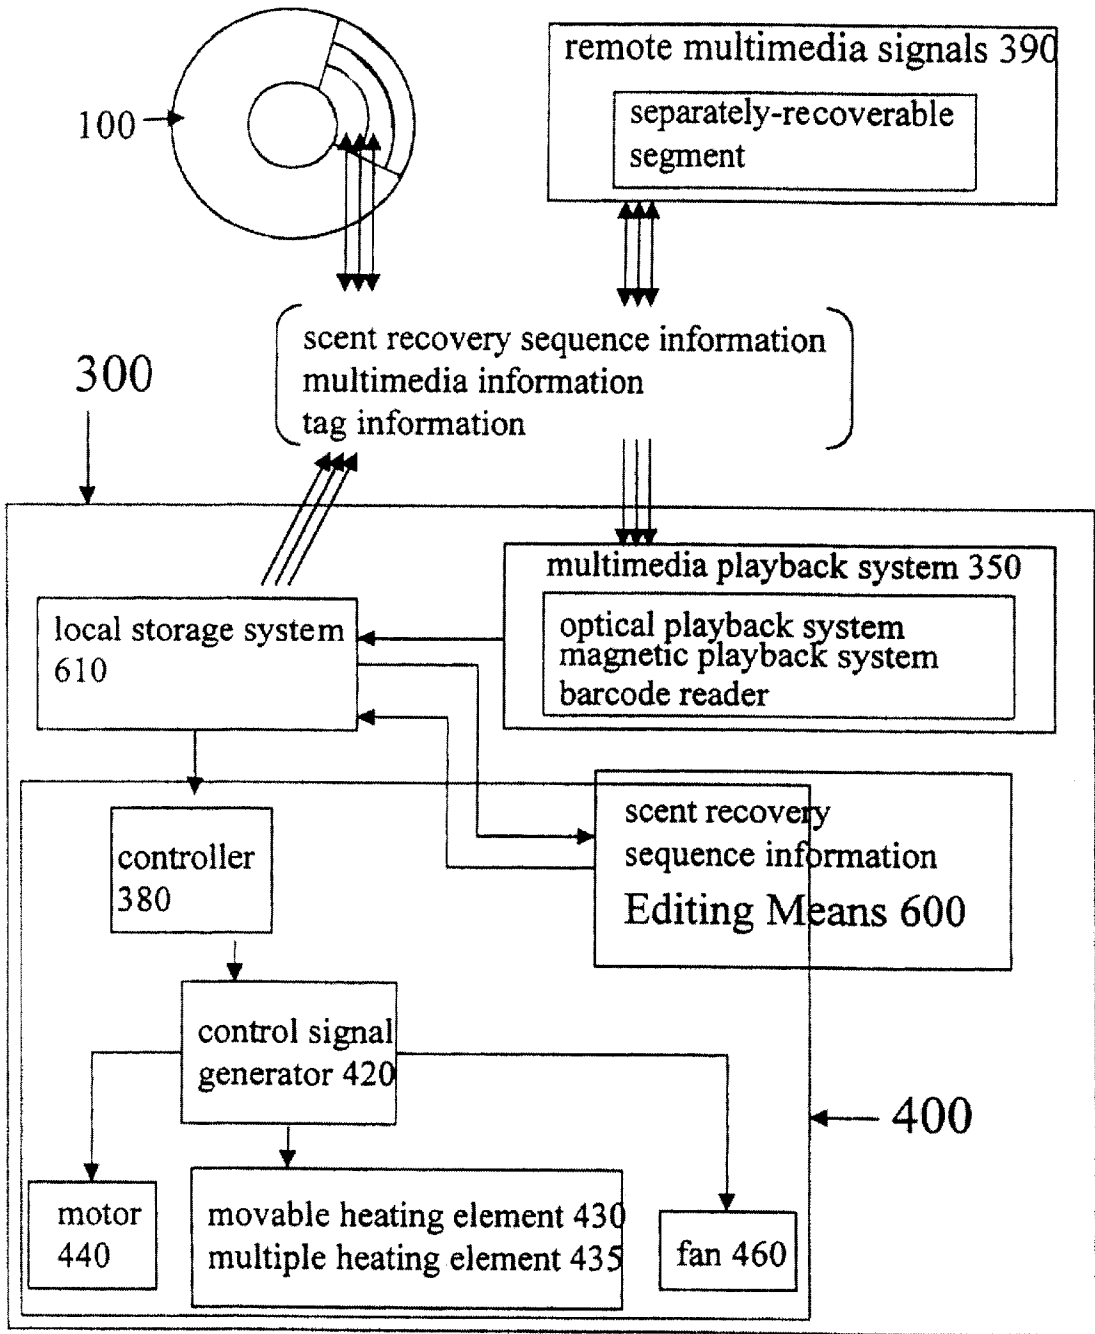 100
remote multimedia signals 390
separately-recoverable
segment
scent recovery sequence information
multimedia information
tag information
300
multimedia playback system 350
optical playback system
magnetic playback system
barcode reader
local storage system
610
scent recovery
sequence information
Editing Means 600
controller
380
control signal
generator 420
400
motor
440
movable heating element 430
multiple heating element 435
fan 460